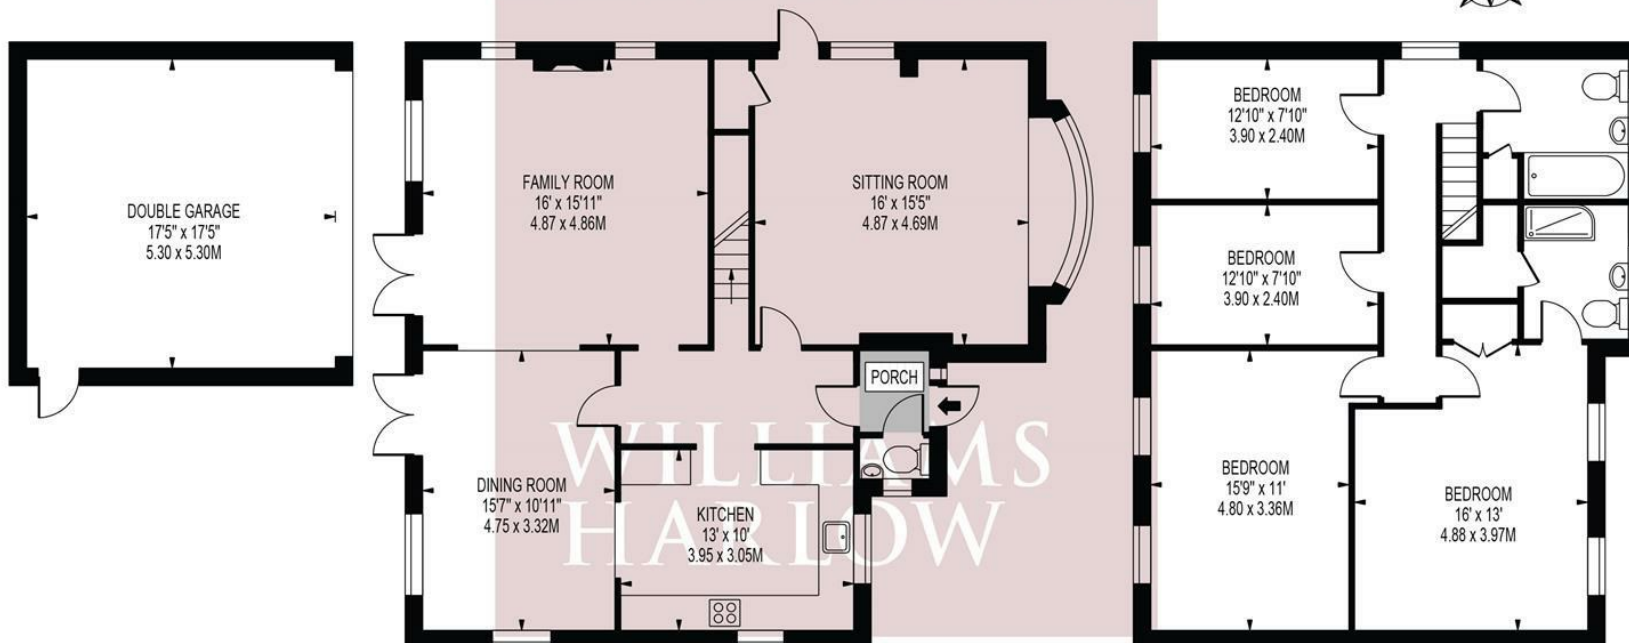 DOUBLE GARAGE
17'5" x 17'5"
5.30 x 5.30M
FAMILY ROOM
16' x 15'11"
4.87 x 4.86M
SITTING ROOM
16' x 15'5"
4.87 x 4.69M
PORCH
DINING ROOM
15'7" x 10'11"
4.75 x 3.32M
KITCHEN
13' x 10'
3.95 x 3.05M
WILLIAMS
HARLOW
BEDROOM
12'10" x 7'10"
3.90 x 2.40M
BEDROOM
12'10" x 7'10"
3.90 x 2.40M
BEDROOM
15'9" x 11'
4.80 x 3.36M
BEDROOM
16' x 13'
4.88 x 3.97M